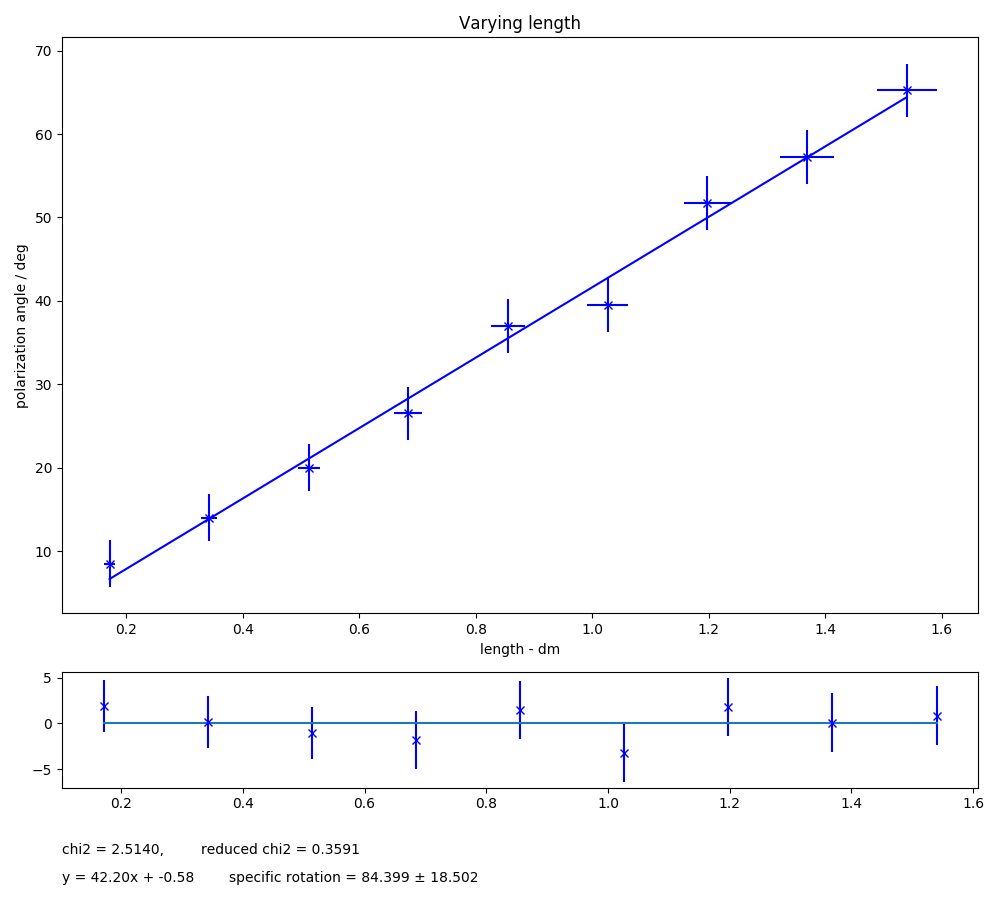 Varying length
70
60
50
40
30
20
10
polarization angle / deg
0.2 0.4 0.6 0.8 1.0 1.2 1.4 1.6
length - dm
5
0
−5
0.2 0.4 0.6 0.8 1.0 1.2 1.4 1.6
chi2 = 2.5140, reduced chi2 = 0.3591
y = 42.20x + -0.58 specific rotation = 84.399 ± 18.502